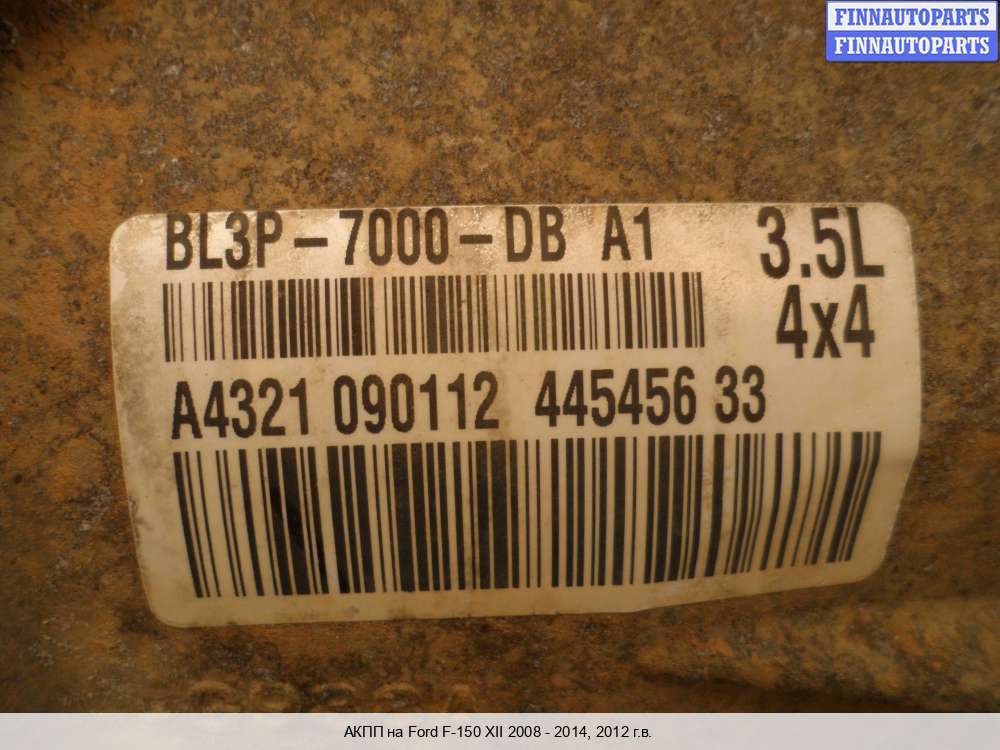 FINNAUTOPARTS
FINNAUTOPARTS
BL3P-7000-DB A1
3.5L
4x4
A4321 090112 445456 33
АКПП на Ford F-150 XII 2008 - 2014, 2012 г.в.